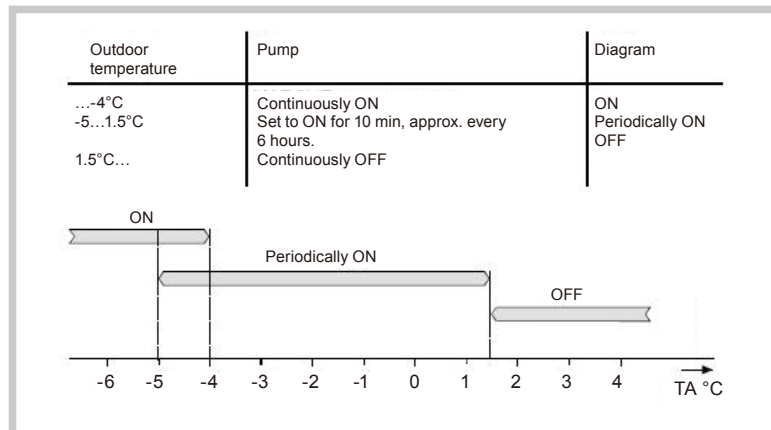 Outdoor temperature
Pump
Diagram
…-4°C
Continuously ON
ON
-5…1.5°C
Set to ON for 10 min, approx. every 6 hours.
Periodically ON
1.5°C…
Continuously OFF
OFF
ON
Periodically ON
OFF
-6 -5 -4 -3 -2 -1 0 1 2 3 4
TA °C